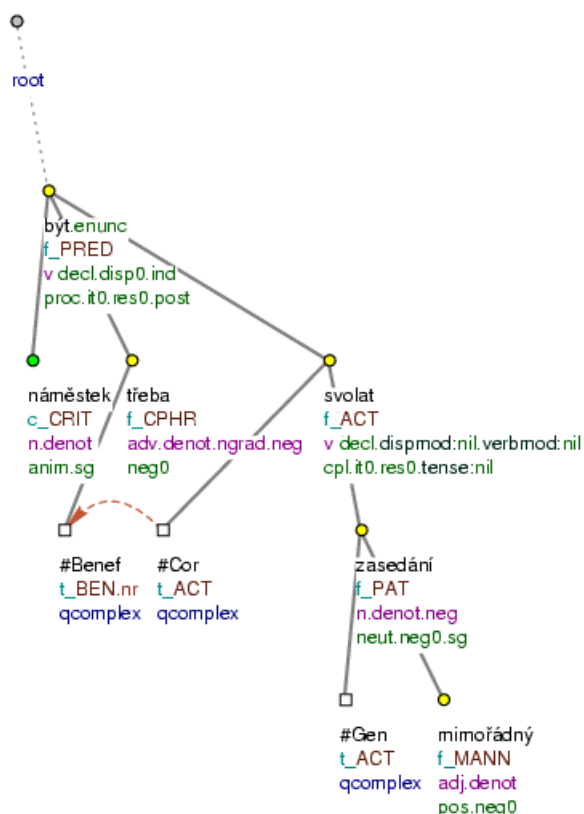 root
být.enunc
f_PRED
v decl.disp0.ind
proc.it0.res0.post
náměstek
c_CRIT
n.denot
anim.sg
třeba
f_CPHR
adv.denot.ngrad.neg
neg0
svolat
f_ACT
v decl.dispmod:nil.verbmod:nil
cpl.it0.res0.tense:nil
#Benef
t_BEN.nr
qcomplex
#Cor
t_ACT
qcomplex
zasedání
f_PAT
n.denot.neg
neut.neg0.sg
#Gen
t_ACT
qcomplex
mimořádný
f_MANN
adj.denot
pos.neg0